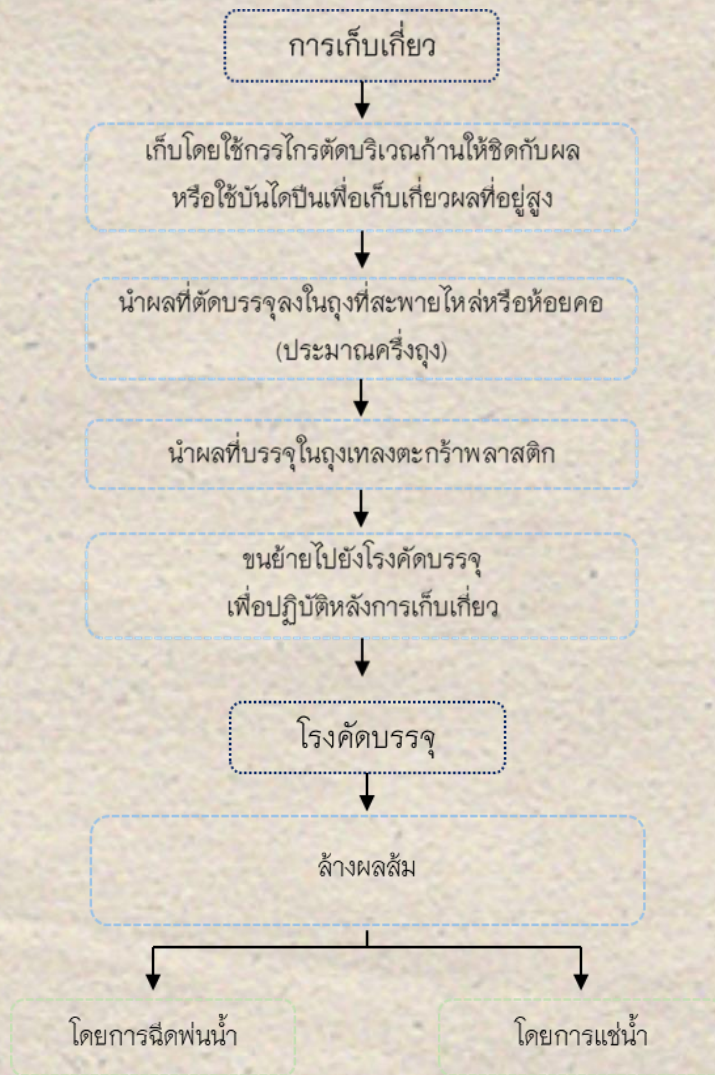 การเก็บเกี่ยว
เก็บโดยใช้กรรไกรตัดบริเวณก้านให้ชิดกับผล
หรือใช้บันไดปีนเพื่อเก็บเกี่ยวผลที่อยู่สูง
นำผลที่ตัดบรรจุลงในถุงที่สะพายไหล่หรือห้อยคอ
(ประมาณครึ่งถุง)
นำผลที่บรรจุในถุงเทลงตะกร้าพลาสติก
ขนย้ายไปยังโรงคัดบรรจุ
เพื่อปฏิบัติหลังการเก็บเกี่ยว
โรงคัดบรรจุ
ล้างผลส้ม
โดยการฉีดพ่นน้ำ
โดยการแช่น้ำ